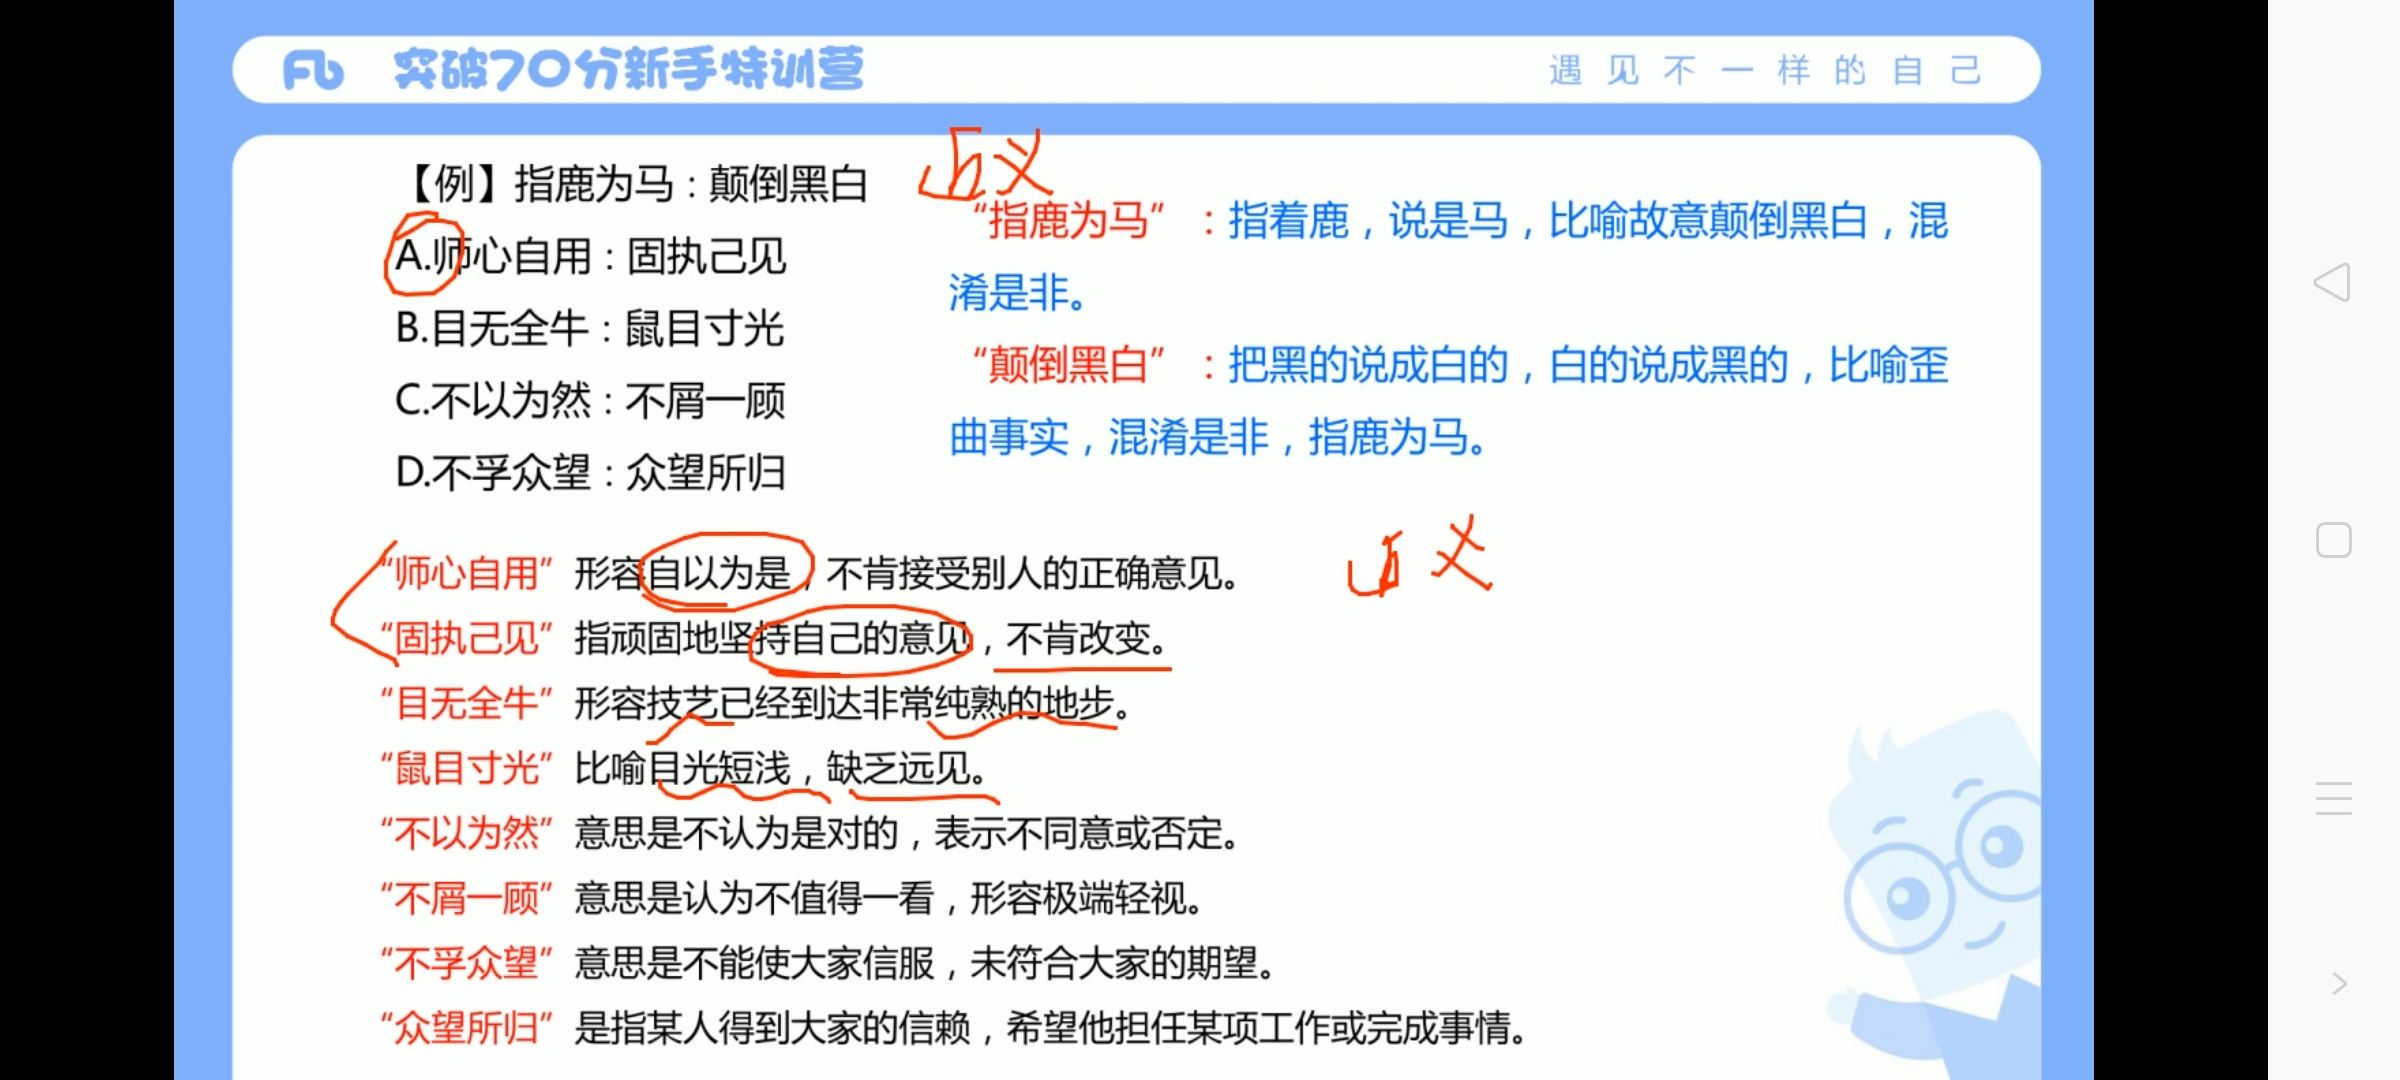 Fb 突破70分新手特训营
遇见不一样的自己
【例】指鹿为马：颠倒黑白
A.师心自用：固执己见
B.目无全牛：鼠目寸光
C.不以为然：不屑一顾
D.不孚众望：众望所归
“指鹿为马”：指着鹿，说是马，比喻故意颠倒黑白，混
淆是非。
“颠倒黑白”：把黑的说成白的，白的说成黑的，比喻歪
曲事实，混淆是非，指鹿为马。
“师心自用”形容自以为是，不肯接受别人的正确意见。
“固执己见”指顽固地坚持自己的意见，不肯改变。
“目无全牛”形容技艺已经到达非常纯熟的地步。
“鼠目寸光”比喻目光短浅，缺乏远见。
“不以为然”意思是不认为是对的，表示不同意或否定。
“不屑一顾”意思是认为不值得一看，形容极端轻视。
“不孚众望”意思是不能使大家信服，未符合大家的期望。
“众望所归”是指某人得到大家的信赖，希望他担任某项工作或完成事情。